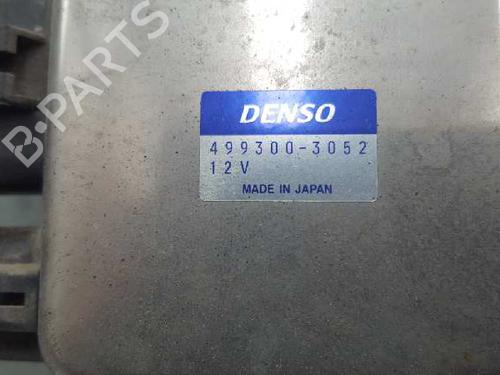 DENSO
499300-3052
12V
MADE IN JAPAN
B-PARTS